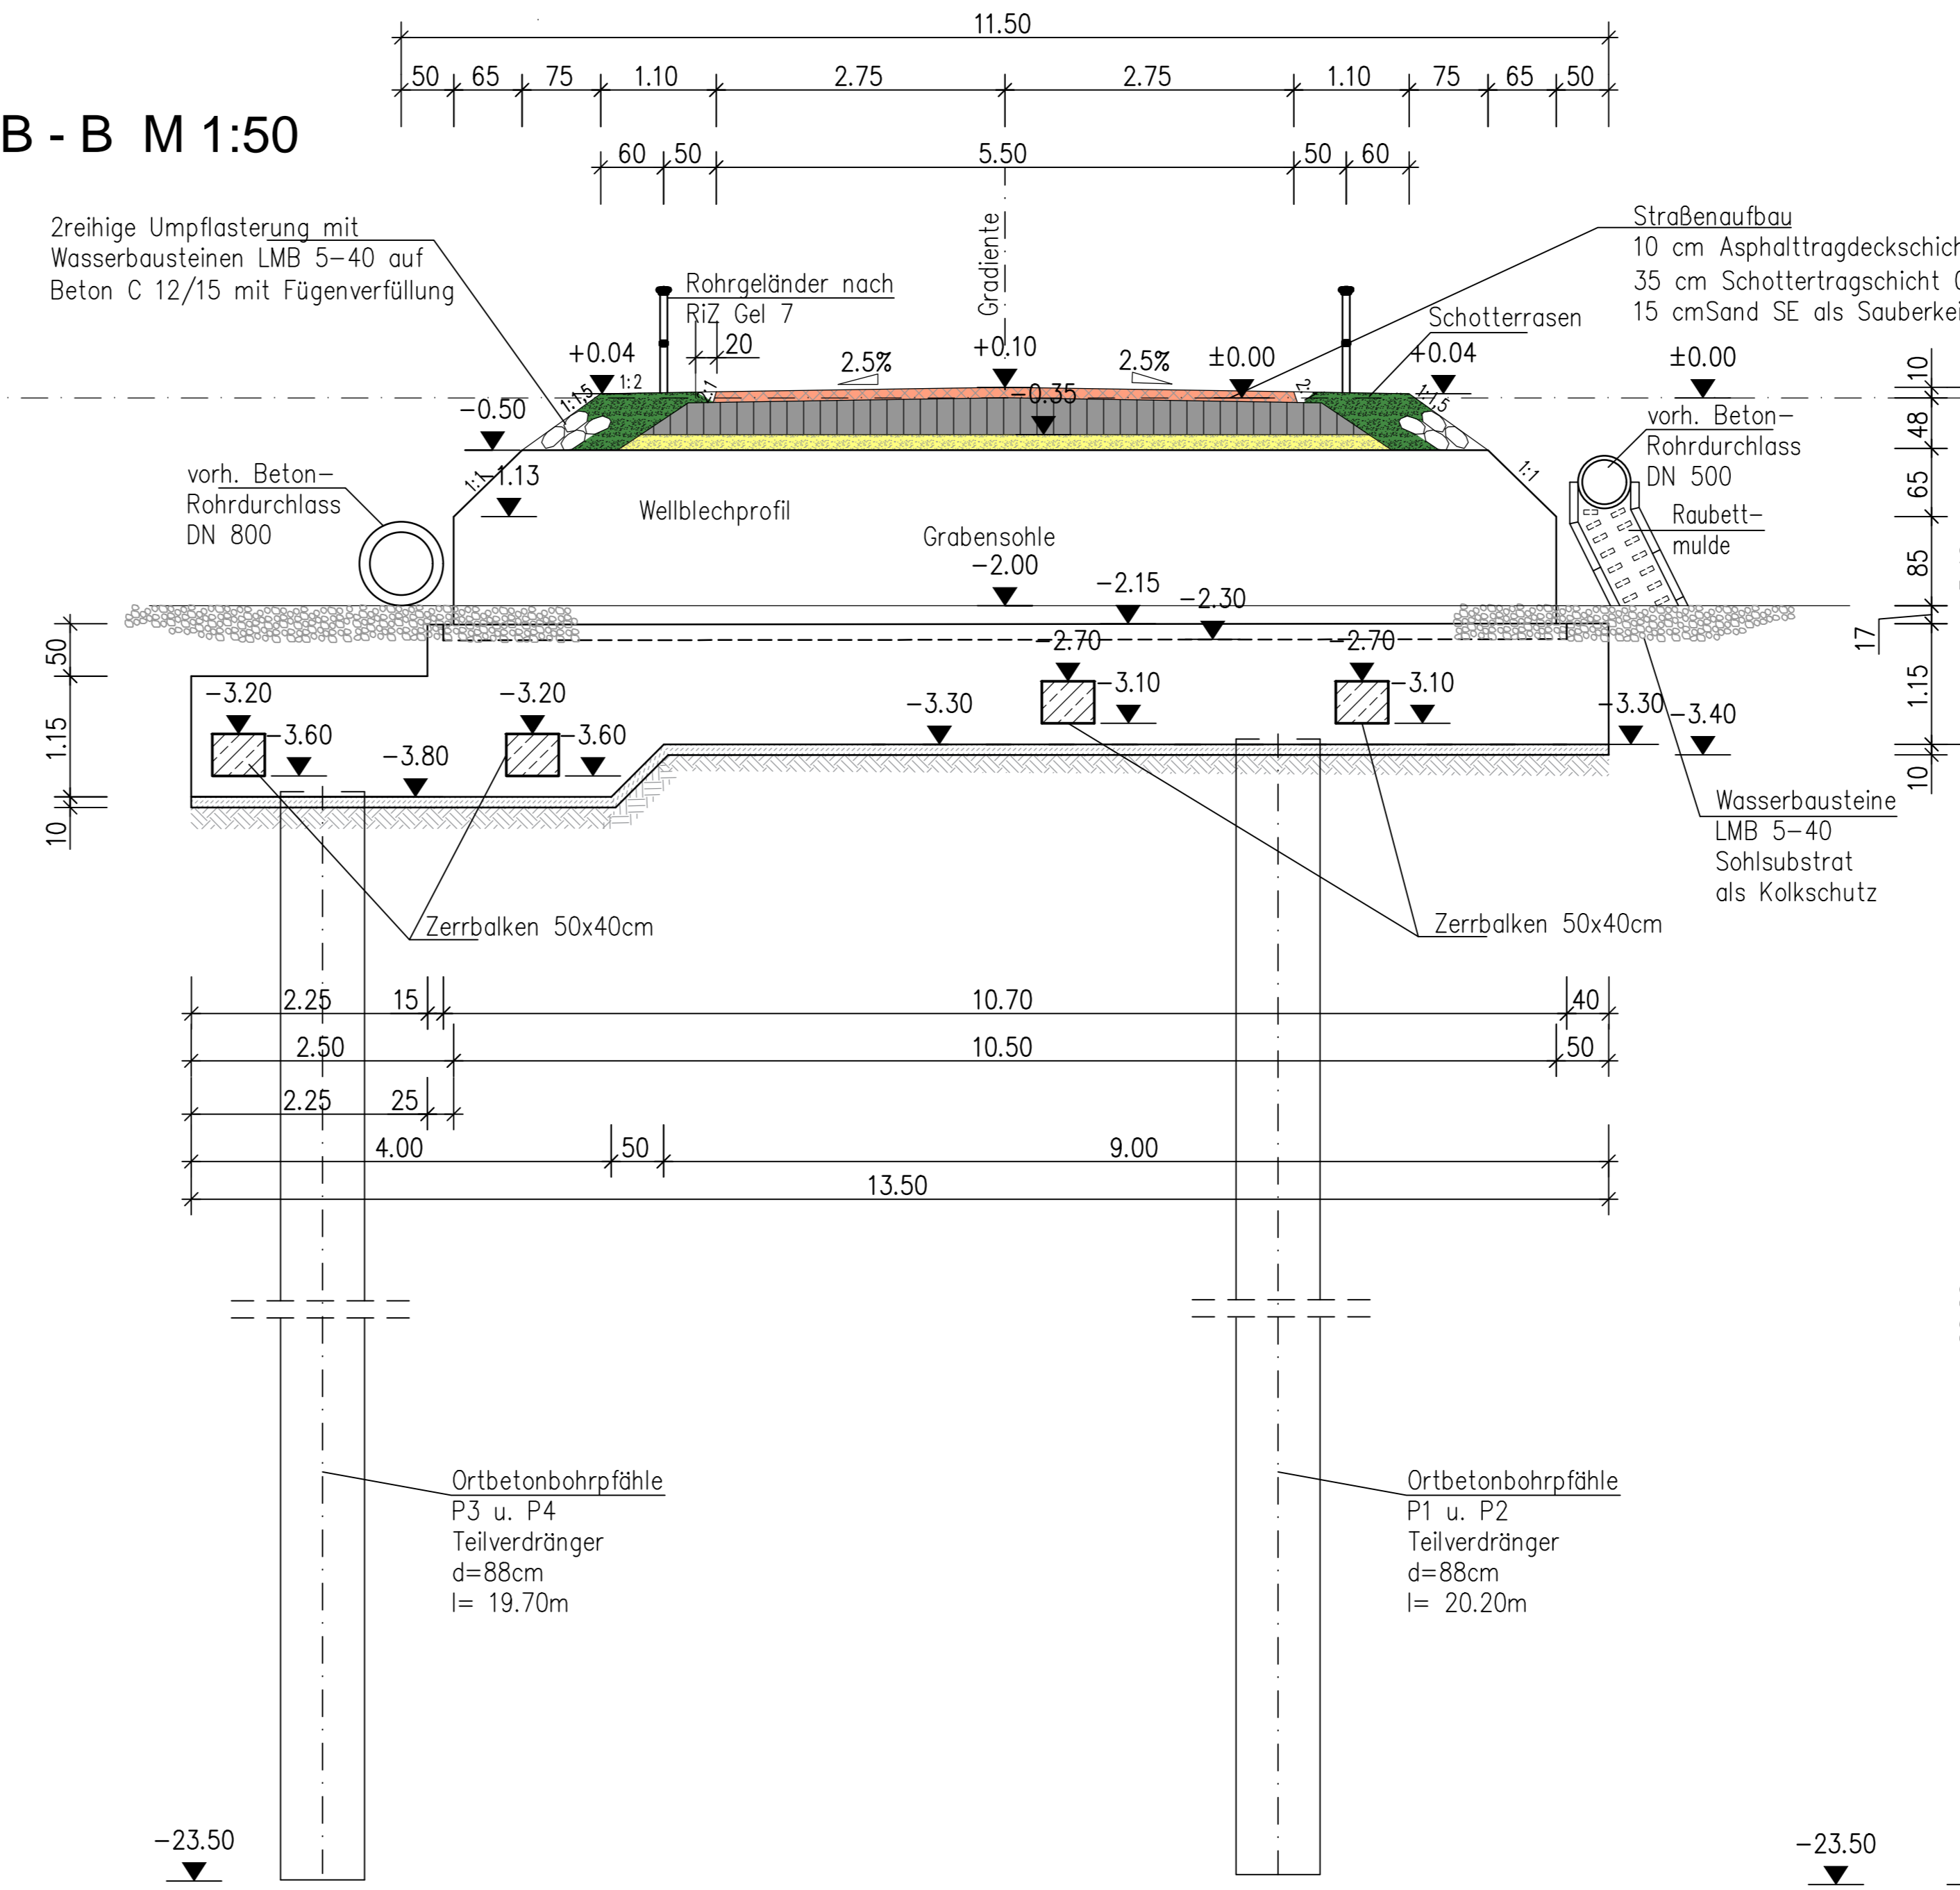 11.50
50 65 75 1.10 2.75 2.75 1.10 75 65 50
B - B M 1:50
60 50 5.50 50 60
2reihige Umpflasterung mit
Wasserbausteinen LMB 5-40 auf
Beton C 12/15 mit Fügenverfüllung
Rohrgeländer nach
RiZ Gel 7
20
Gradiente
Straßenaufbau
10 cm Asphalttragdeckschich
35 cm Schottertragschicht
15 cmSand SE als Sauberkei
Schotterrasen
+0.04
1:2
1:1,5
2.5%
+0.10
2.5%
±0.00
+0.04
1:1,5
±0.00
-0.35
-0.50
1:1
-1.13
1:1
vorh. Beton-
Rohrdurchlass
DN 800
Wellblechprofil
Grabensohle
-2.00
vorh. Beton-
Rohrdurchlass
DN 500
Raubett-
mulde
10
48
65
85
17
1.15
10
-2.15
-2.30
-2.70
-2.70
-3.10
-3.10
50
1.15
10
-3.20
-3.20
-3.60
-3.60
-3.80
-3.30
-3.30
-3.40
Wasserbausteine
LMB 5-40
Sohlsubstrat
als Kolkschutz
Zerrbalken 50x40cm
Zerrbalken 50x40cm
2.25 15 10.70 40
2.50 10.50 50
2.25 25
4.00 50 9.00
13.50
Ortbetonbohrpfähle
P3 u. P4
Teilverdränger
d=88cm
l= 19.70m
Ortbetonbohrpfähle
P1 u. P2
Teilverdränger
d=88cm
l= 20.20m
-23.50
-23.50